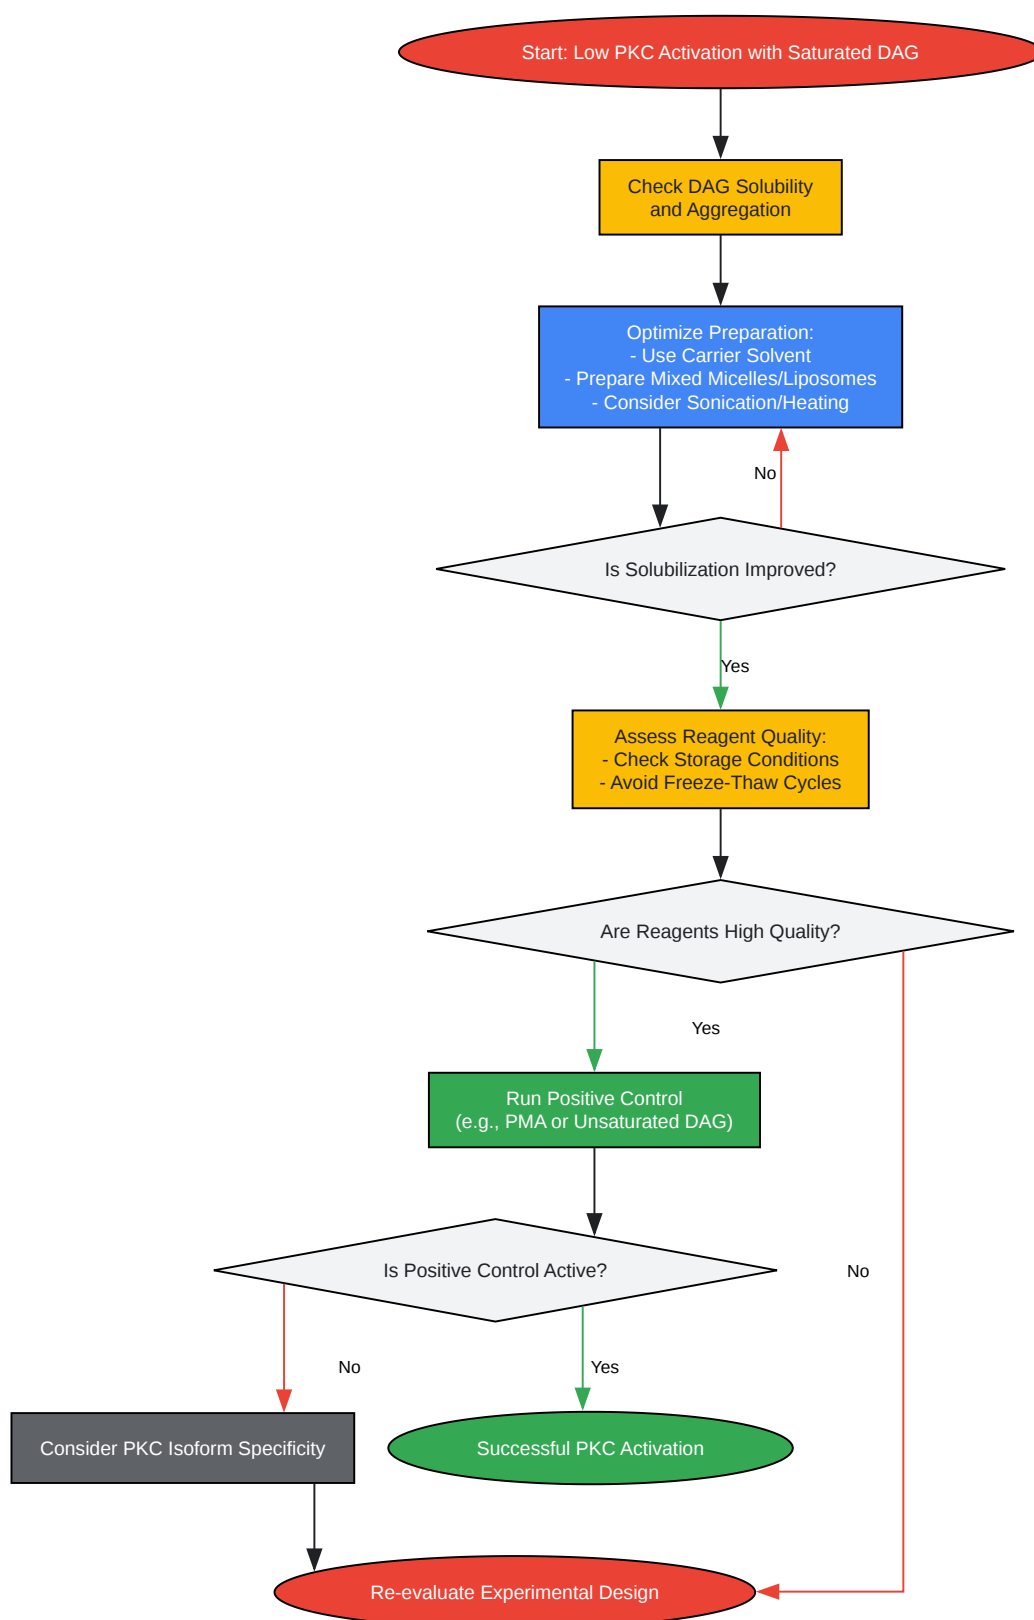 Start: Low PKC Activation with Saturated DAG
Check DAG Solubility
and Aggregation
Optimize Preparation:
- Use Carrier Solvent
- Prepare Mixed Micelles/Liposomes
- Consider Sonication/Heating
No
Is Solubilization Improved?
Yes
Assess Reagent Quality:
- Check Storage Conditions
- Avoid Freeze-Thaw Cycles
Are Reagents High Quality?
Yes
Run Positive Control
(e.g., PMA or Unsaturated DAG)
Is Positive Control Active?
No
No
Yes
Consider PKC Isoform Specificity
Successful PKC Activation
Re-evaluate Experimental Design